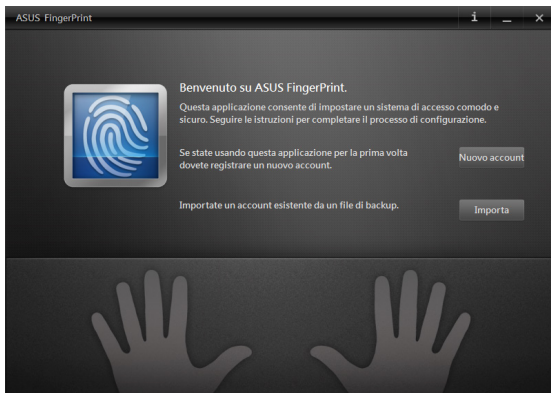 ASUS FingerPrint
Benvenuto su ASUS FingerPrint.
Questa applicazione consente di impostare un sistema di accesso comodo e
sicuro. Seguire le istruzioni per completare il processo di configurazione.
Se state usando questa applicazione per la prima volta
dovete registrare un nuovo account.
Nuovo account
Importate un account esistente da un file di backup.
Importa